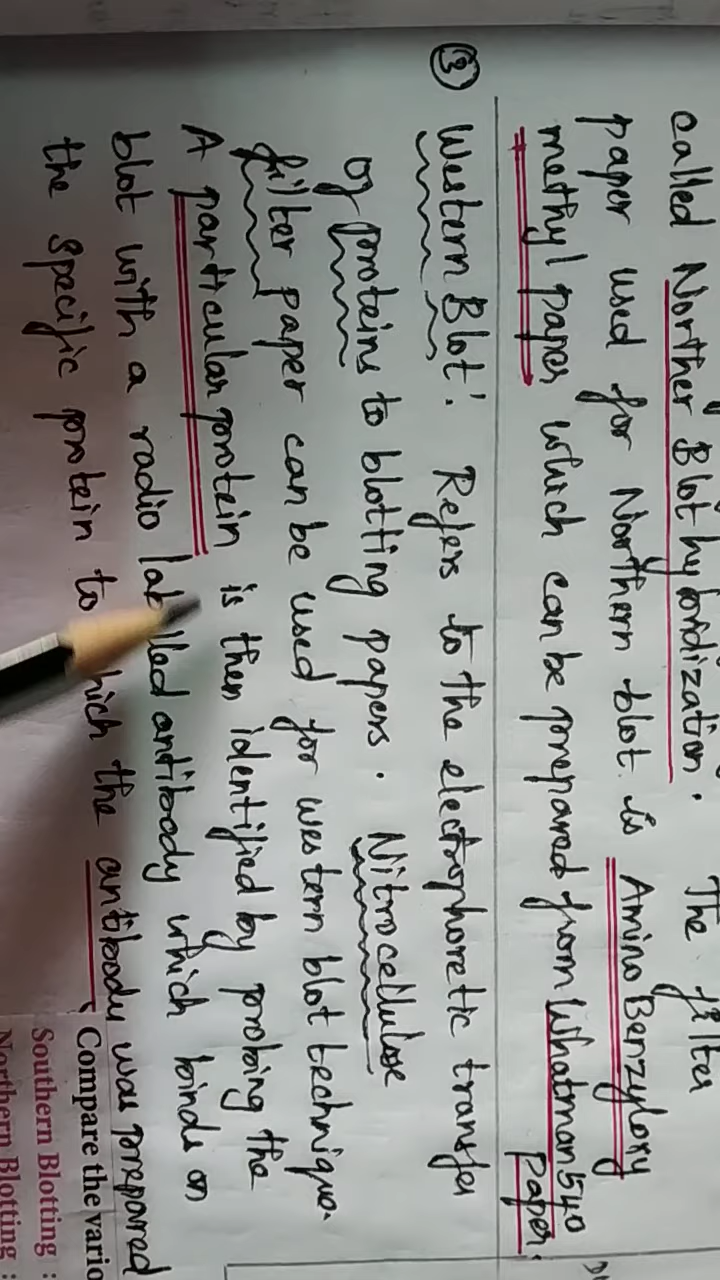 called Norther Blot hybridization. The filter
paper used for Northern blot is Amino Benzyloxy
methyl paper which can be prepared from Whatman 540
Paper.
③ Western Blot: Refers to the electrophoretic transfer
of proteins to blotting papers. Nitrocellulose
filter paper can be used for western blot technique.
A particular protein is then identified by probing the
blot with a radio lab lled antibody which binds on
the specific protein to hich the antibody was prepared
Compare the vario
Southern Blotting :
Northern Blotting :